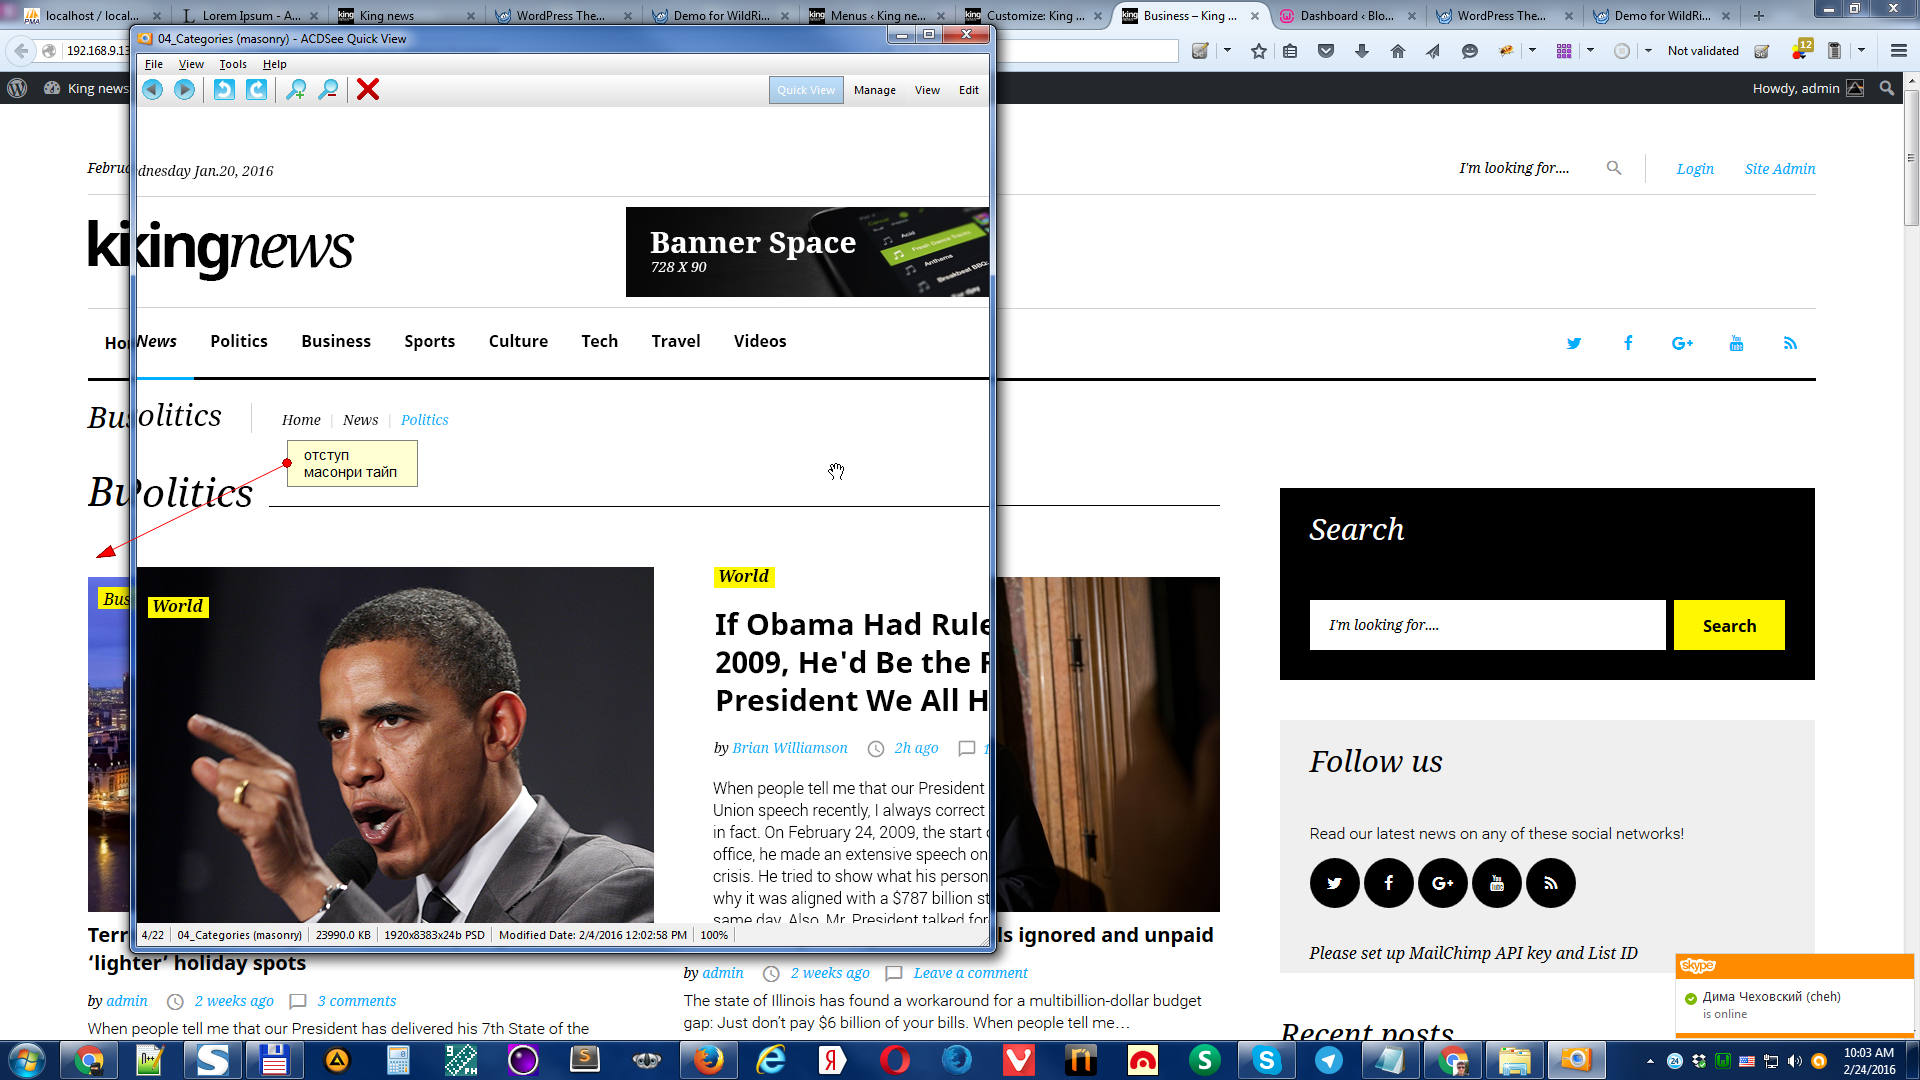 localhost / local...
Lorem Ipsum - A...
King news
WordPress The...
Demo for WildRi...
Menus ‹ King ne...
Customize: King ...
Business – King ...
Dashboard ‹ Blo...
WordPress The...
Demo for WildRi...
192.168.9.13
Not validated
12
King news
Howdy, admin
04_Categories (masonry) - ACDSee Quick View
File View Tools Help
Quick View Manage View Edit
Februa
dnesday Jan.20, 2016
I'm looking for....
Login
Site Admin
ki
kingnews
Banner Space
728 X 90
Hor
News Politics Business Sports Culture Tech Travel Videos
Bus
olitics
Home | News | Politics
отступ
масонри тайп
Bu
Politics
Search
I'm looking for....
Search
Bus
World
World
If Obama Had Rule
2009, He'd Be the F
President We All H
by Brian Williamson 2h ago 1
When people tell me that our President
Union speech recently, I always correct
in fact. On February 24, 2009, the start o
office, he made an extensive speech on
crisis. He tried to show what his person
why it was aligned with a $787 billion st
same day. Also, Mr. President talked for
Follow us
Read our latest news on any of these social networks!
Please set up MailChimp API key and List ID
4/22 04_Categories (masonry) 23990.0 KB 1920x8383x24b PSD Modified Date: 2/4/2016 12:02:58 PM 100%
Terr
‘lighter’ holiday spots
by admin 2 weeks ago 3 comments
When people tell me that our President has delivered his 7th State of the
ls ignored and unpaid
by admin 2 weeks ago Leave a comment
The state of Illinois has found a workaround for a multibillion-dollar budget
gap: Just don’t pay $6 billion of your bills. When people tell me…
Recent posts
skype
Дима Чеховский (cheh)
is online
10:03 AM
2/24/2016